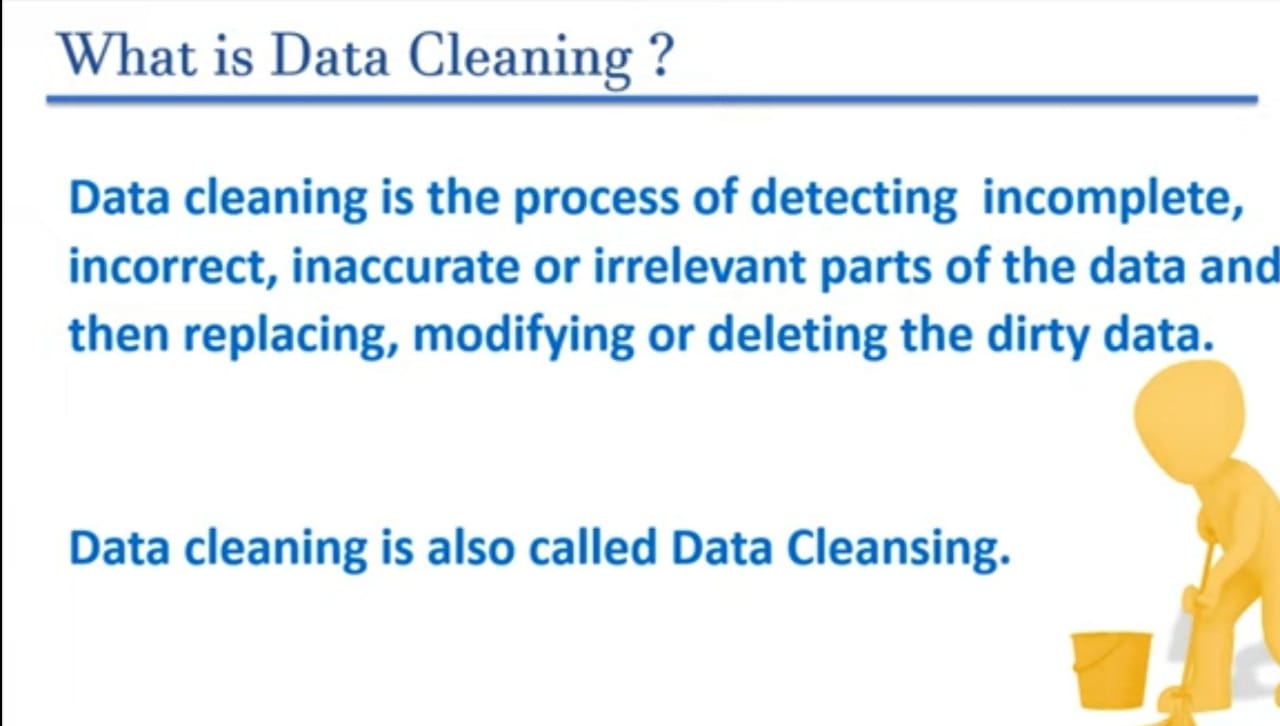 What is Data Cleaning ?
Data cleaning is the process of detecting  incomplete,
incorrect, inaccurate or irrelevant parts of the data and
then replacing, modifying or deleting the dirty data.
Data cleaning is also called Data Cleansing.